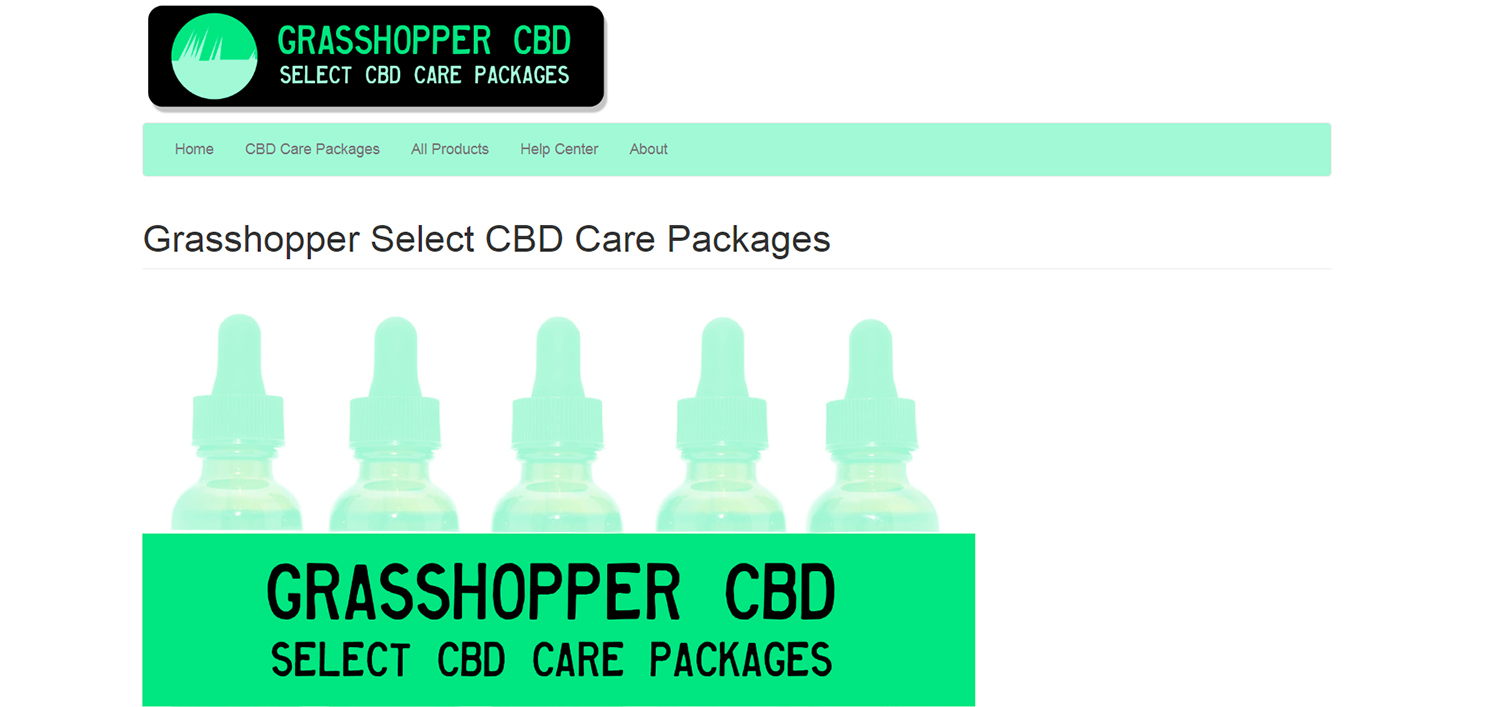 GRASSHOPPER CBD
SELECT CBD CARE PACKAGES
Home CBD Care Packages All Products Help Center About
Grasshopper Select CBD Care Packages
GRASSHOPPER CBD
SELECT CBD CARE PACKAGES